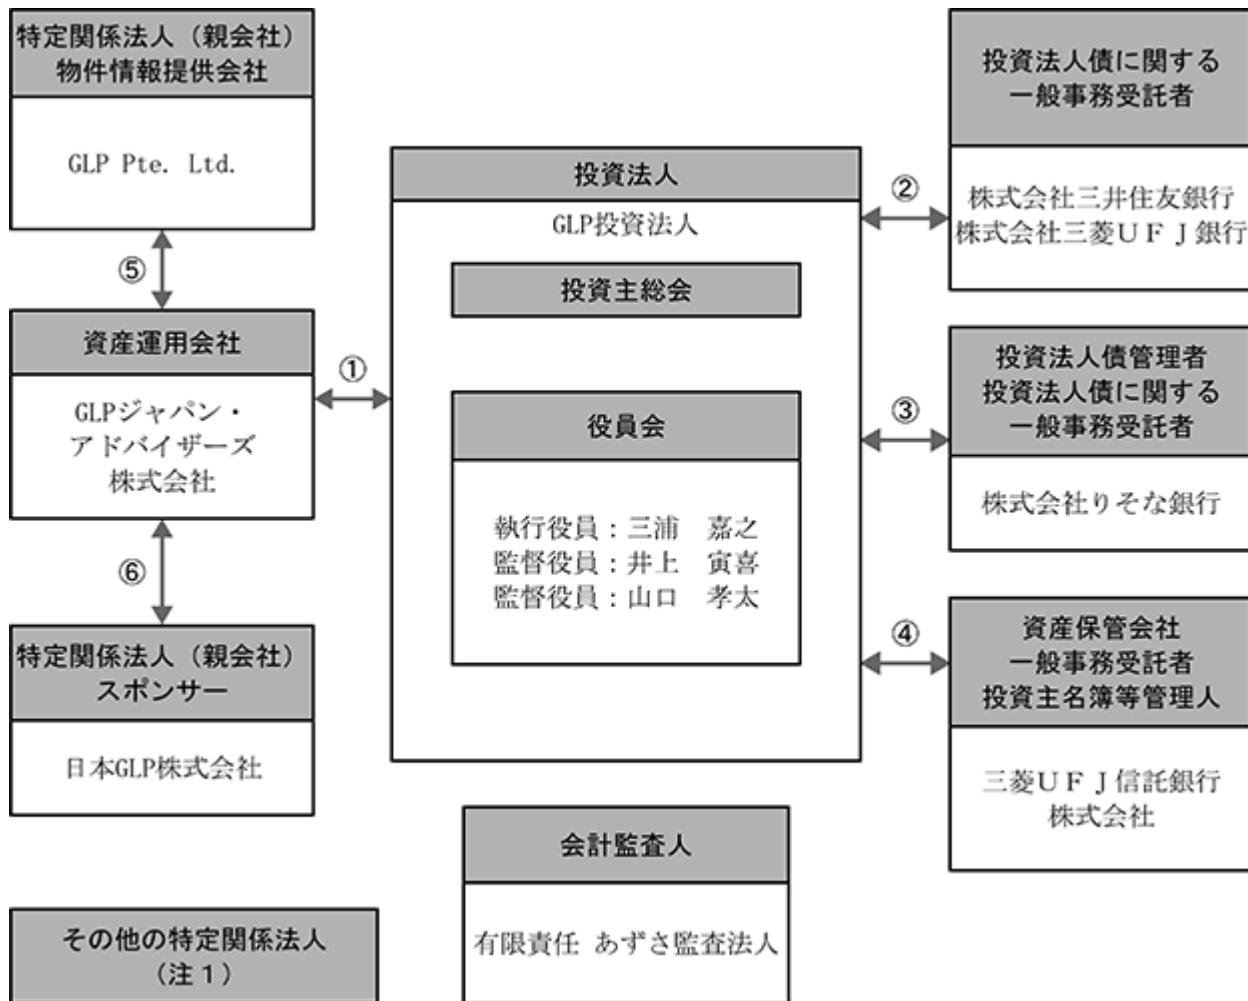 特定関係法人（親会社）
物件情報提供会社
GLP Pte. Ltd.
⑤
資産運用会社
GLPジャパン・
アドバイザーズ
株式会社
⑥
特定関係法人（親会社）
スポンサー
日本GLP株式会社
その他の特定関係法人
（注１）
①
投資法人
GLP投資法人
投資主総会
役員会
執行役員：三浦　嘉之
監督役員：井上　寅喜
監督役員：山口　孝太
会計監査人
有限責任 あずさ監査法人
②
投資法人債に関する
一般事務受託者
株式会社三井住友銀行
株式会社三菱ＵＦＪ銀行
③
投資法人債管理者
投資法人債に関する
一般事務受託者
株式会社りそな銀行
④
資産保管会社
一般事務受託者
投資主名簿等管理人
三菱ＵＦＪ信託銀行
株式会社